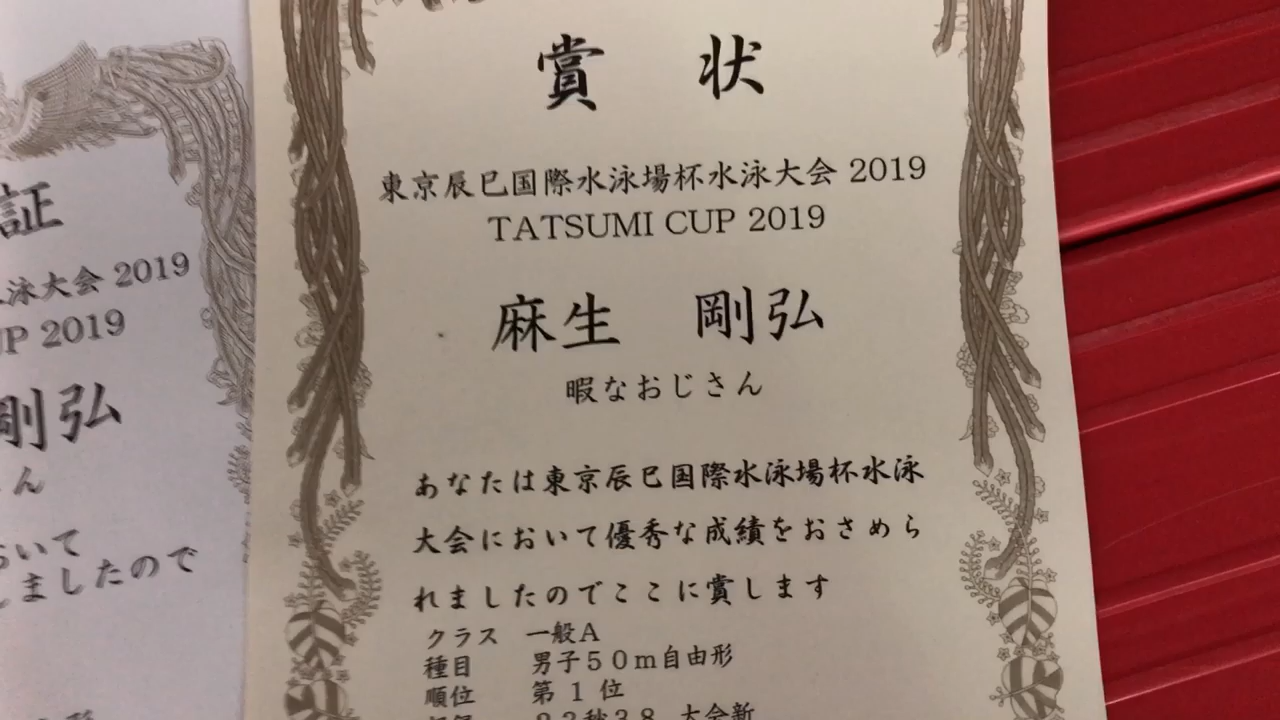 賞 状
東京辰巳国際水泳場杯水泳大会 2019
TATSUMI CUP 2019
麻生 剛弘
暇なおじさん
あなたは東京辰巳国際水泳場杯水泳
大会において優秀な成績をおさめら
れましたのでここに賞します
クラス 一般A
種目 男子50m自由形
順位 第 1 位
大会新
証
泳大会 2019
UP 2019
剛弘
さん
おいて
しましたので